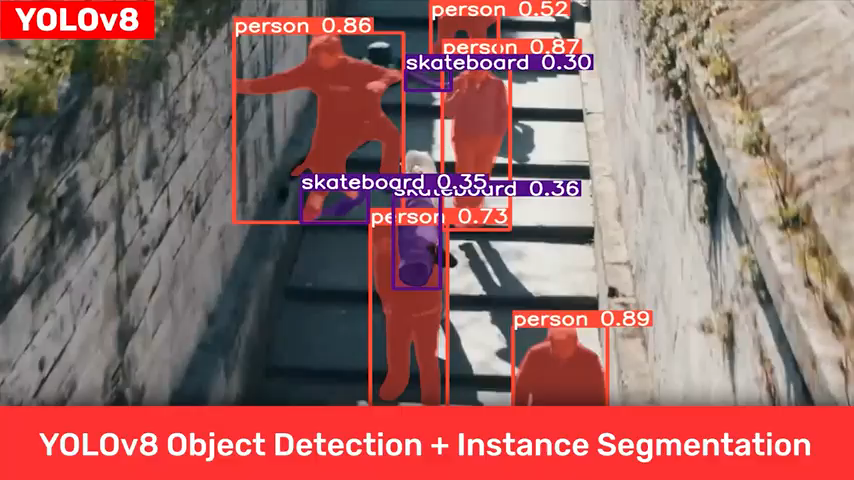 YOLOv8
person 0.86
person 0.52
person 0.87
skateboard 0.30
skateboard 0.35
skateboard 0.36
person 0.73
person 0.89
YOLOv8 Object Detection + Instance Segmentation